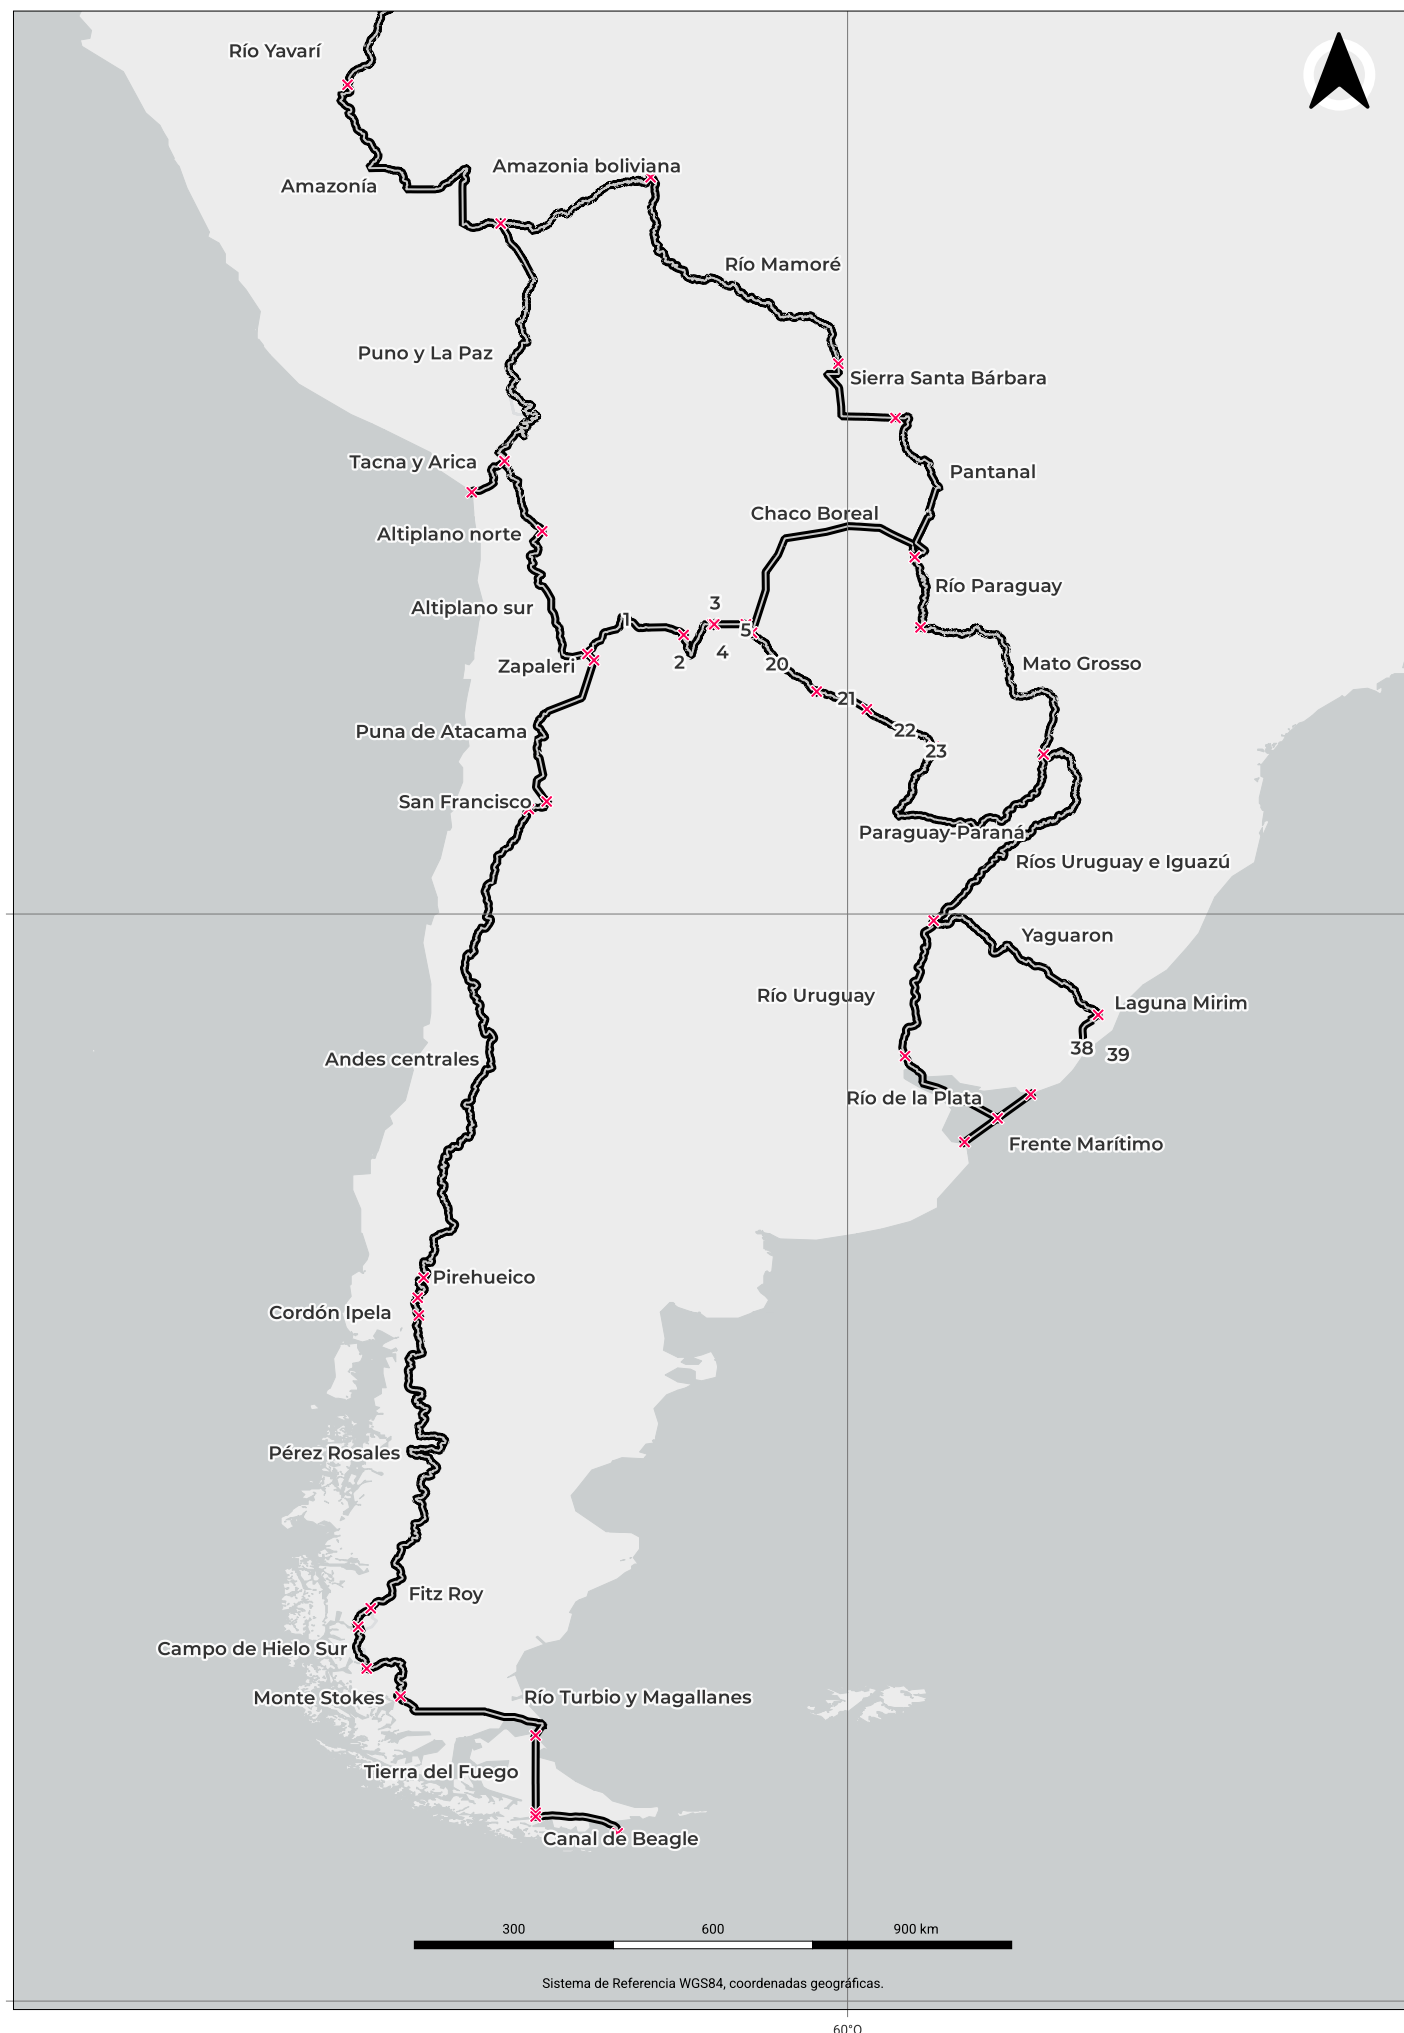 Río Yavarí
Amazonia boliviana
Amazonía
Río Mamoré
Puno y La Paz
Sierra Santa Bárbara
Tacna y Arica
Pantanal
Chaco Boreal
Altiplano norte
Río Paraguay
Altiplano sur
3
1
5
4
2
20
Zapaleri
Mato Grosso
21
Puna de Atacama
22
23
San Francisco
Paraguay-Paraná
Ríos Uruguay e Iguazú
Yaguaron
Río Uruguay
Laguna Mirim
38
39
Andes centrales
Río de la Plata
Frente Marítimo
Pirehueico
Cordón Ipela
Pérez Rosales
Fitz Roy
Campo de Hielo Sur
Monte Stokes
Río Turbio y Magallanes
Tierra del Fuego
Canal de Beagle
300 600 900 km
Sistema de Referencia WGS84, coordenadas geográficas.
60°O